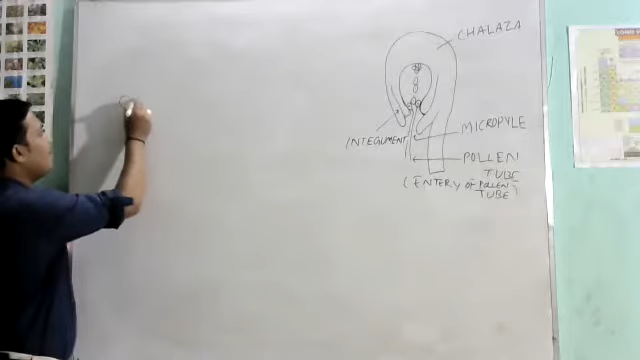 CHALAZA
INTEGUMENT
MICROPYLE
POLLEN
TUBE
( ENTERY OF POLLEN )
TUBE